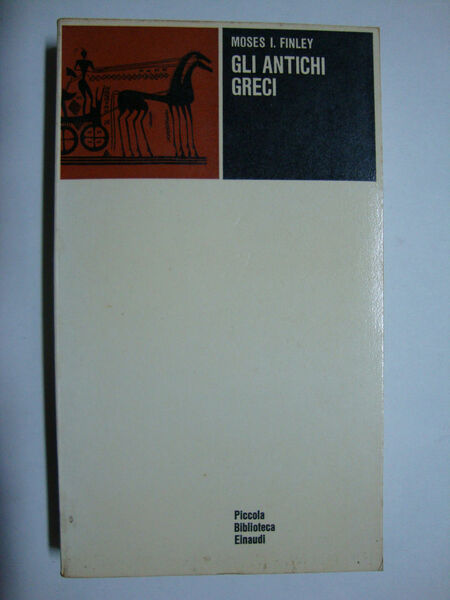 MOSES I. FINLEY
GLI ANTICHI
GRECI
Piccola
Biblioteca
Einaudi